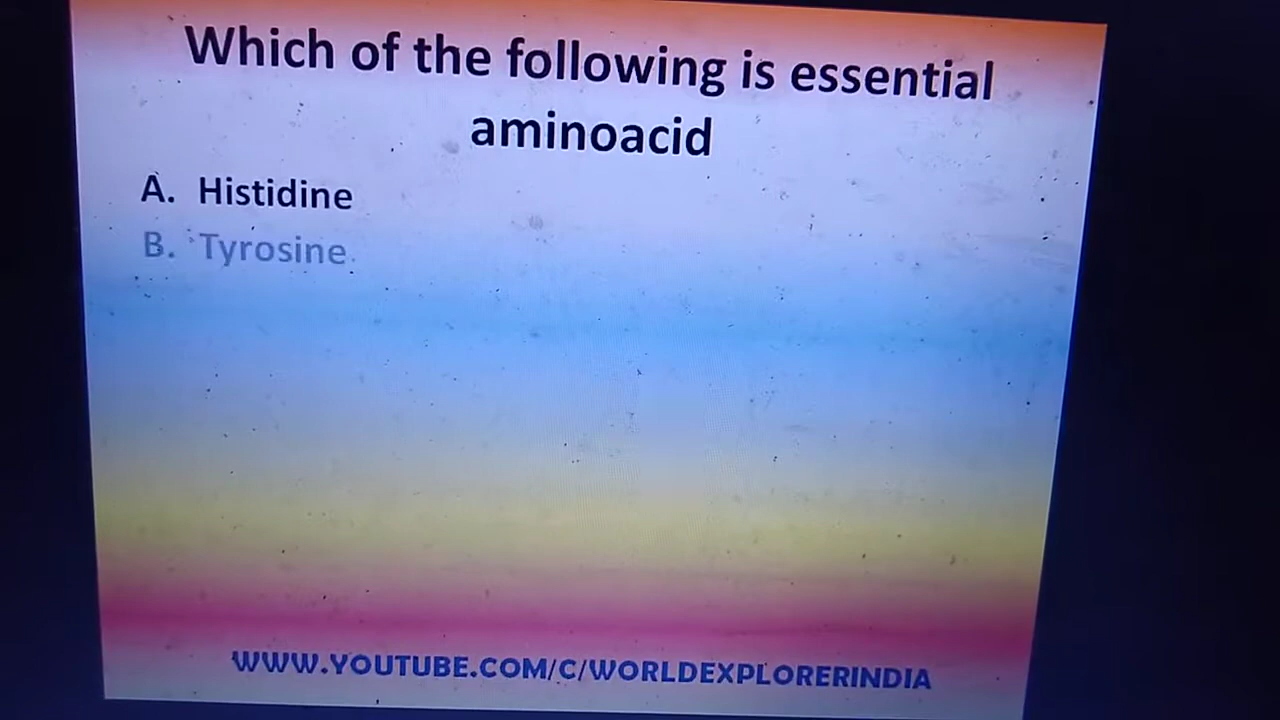 Which of the following is essential
aminoacid
A. Histidine
B. Tyrosine
WWW.YOUTUBE.COM/C/WORLDEXPLORERINDIA